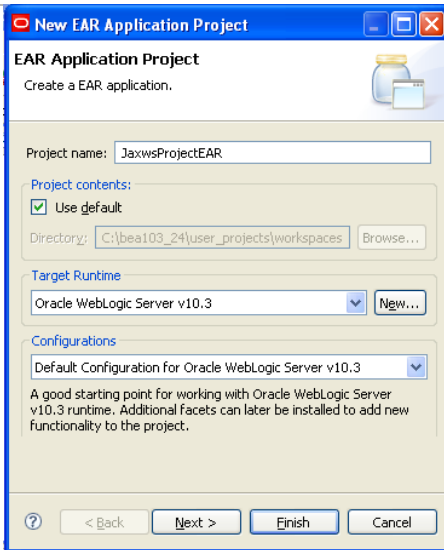 New EAR Application Project
EAR Application Project
Create a EAR application.
Project name: JaxwsProjectEAR
Project contents:
Use default
Directory: C:\bea103_24\user_projects\workspaces Browse...
Target Runtime
Oracle WebLogic Server v10.3 New...
Configurations
Default Configuration for Oracle WebLogic Server v10.3
A good starting point for working with Oracle WebLogic Server
v10.3 runtime. Additional facets can later be installed to add new
functionality to the project.
? < Back Next > Finish Cancel